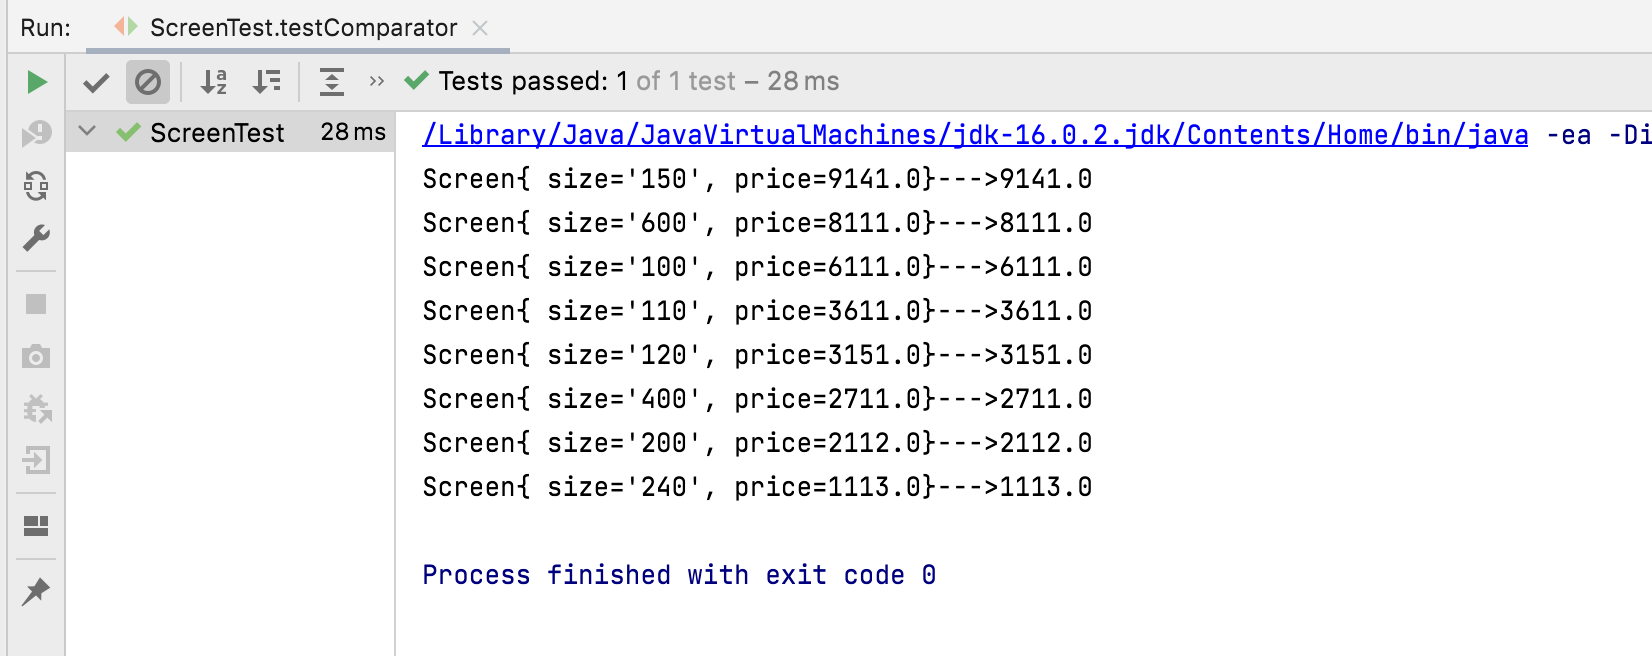 Run: ScreenTest.testComparator
Tests passed: 1 of 1 test – 28 ms
ScreenTest 28 ms
/Library/Java/JavaVirtualMachines/jdk-16.0.2.jdk/Contents/Home/bin/java -ea -Di
Screen{ size='150', price=9141.0}--->9141.0
Screen{ size='600', price=8111.0}--->8111.0
Screen{ size='100', price=6111.0}--->6111.0
Screen{ size='110', price=3611.0}--->3611.0
Screen{ size='120', price=3151.0}--->3151.0
Screen{ size='400', price=2711.0}--->2711.0
Screen{ size='200', price=2112.0}--->2112.0
Screen{ size='240', price=1113.0}--->1113.0
Process finished with exit code 0